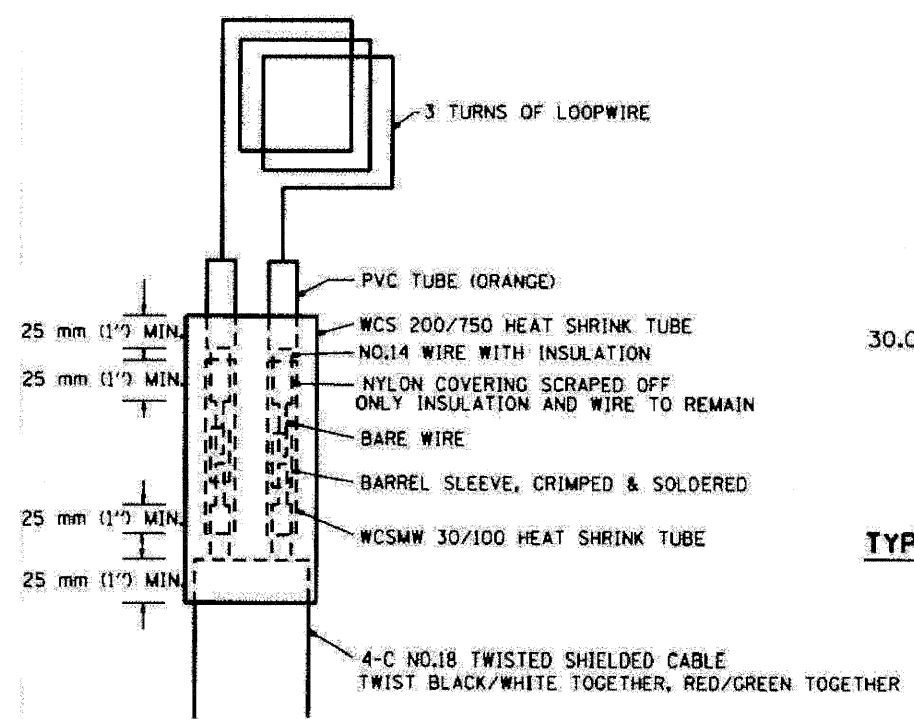 3 TURNS OF LOOPWIRE
PVC TUBE (ORANGE)
25 mm (1") MIN.
WCS 200/750 HEAT SHRINK TUBE
30.0
NO.14 WIRE WITH INSULATION
25 mm (1") MIN.
NYLON COVERING SCRAPED OFF
ONLY INSULATION AND WIRE TO REMAIN
BARE WIRE
BARREL SLEEVE, CRIMPED & SOLDERED
25 mm (1") MIN.
WCSMW 30/100 HEAT SHRINK TUBE
TYP
25 mm (1") MIN.
4-C NO.18 TWISTED SHIELDED CABLE
TWIST BLACK/WHITE TOGETHER, RED/GREEN TOGETHER